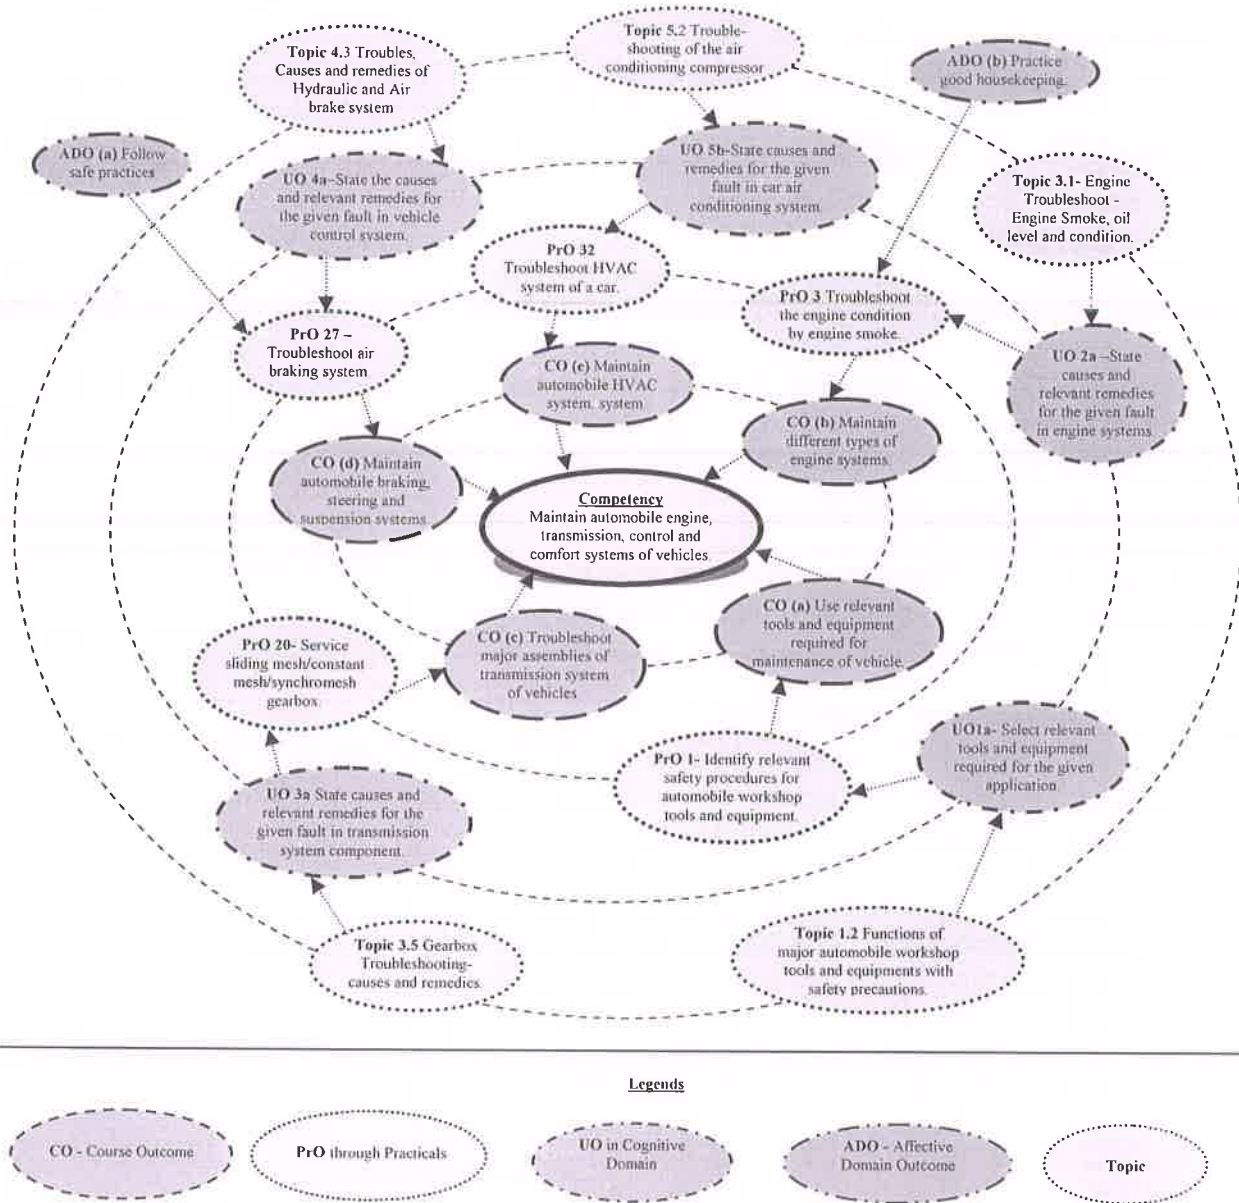 Topic 4.3 Troubles,
Causes and remedies of
Hydraulic and Air
brake system
Topic 5.2 Trouble-
shooting of the air
conditioning compressor
ADO (b) Practice
good housekeeping.
ADO (a) Follow
safe practices
UO 4a–State the causes
and relevant remedies for
the given fault in vehicle
control system.
UO 5b-State causes and
remedies for the given
fault in car air
conditioning system
Topic 3.1- Engine
Troubleshoot -
Engine Smoke, oil
level and condition.
PrO 32
Troubleshoot HVAC
system of a car.
PrO 3 Troubleshoot
the engine condition
by engine smoke.
PrO 27 –
Troubleshoot air
braking system
UO 2a –State
causes and
relevant remedies
for the given fault
in engine systems
CO (e) Maintain
automobile HVAC
system. system
CO (b) Maintain
different types of
engine systems.
CO (d) Maintain
automobile braking,
steering and
suspension systems.
Competency
Maintain automobile engine,
transmission, control and
comfort systems of vehicles
CO (a) Use relevant
tools and equipment
required for
maintenance of vehicle.
CO (c) Troubleshoot
major assemblies of
transmission system
of vehicles
PrO 20- Service
sliding mesh/constant
mesh/synchromesh
gearbox.
UO1a- Select relevant
tools and equipment
required for the given
application.
PrO 1- Identify relevant
safety procedures for
automobile workshop
tools and equipment.
UO 3a State causes and
relevant remedies for the
given fault in transmission
system component.
Topic 3.5 Gearbox
Troubleshooting-
causes and remedies.
Topic 1.2 Functions of
major automobile workshop
tools and equipments with
safety precautions.
Legends
CO - Course Outcome
PrO through Practicals
UO in Cognitive
Domain
ADO - Affective
Domain Outcome
Topic